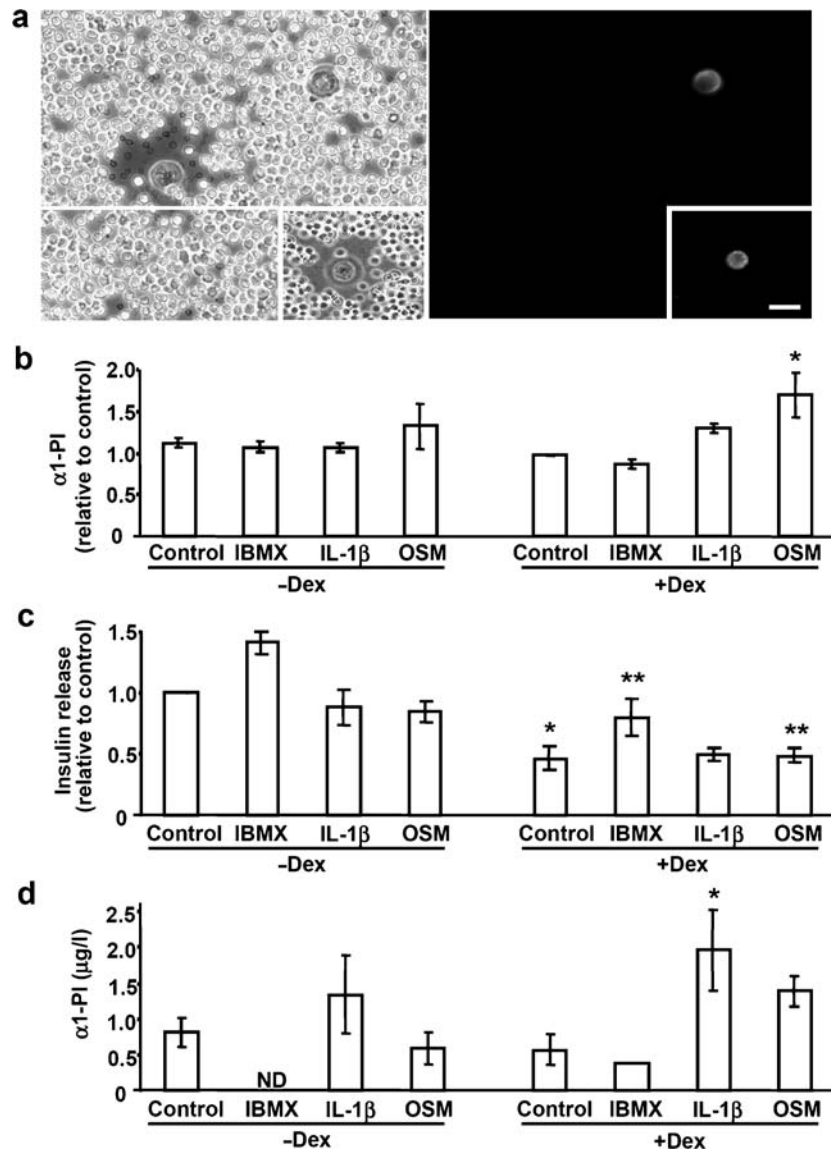 a
b
α1-PI
(relative to control)
2.0
1.5
1.0
0.5
0
*
Control IBMX IL-1β OSM Control IBMX IL-1β OSM
–Dex +Dex
c
Insulin release
(relative to control)
1.5
1.0
0.5
0
* ** **
Control IBMX IL-1β OSM Control IBMX IL-1β OSM
–Dex +Dex
d
α1-PI (μg/l)
2.5
2.0
1.5
1.0
0.5
0
ND
*
Control IBMX IL-1β OSM Control IBMX IL-1β OSM
–Dex +Dex